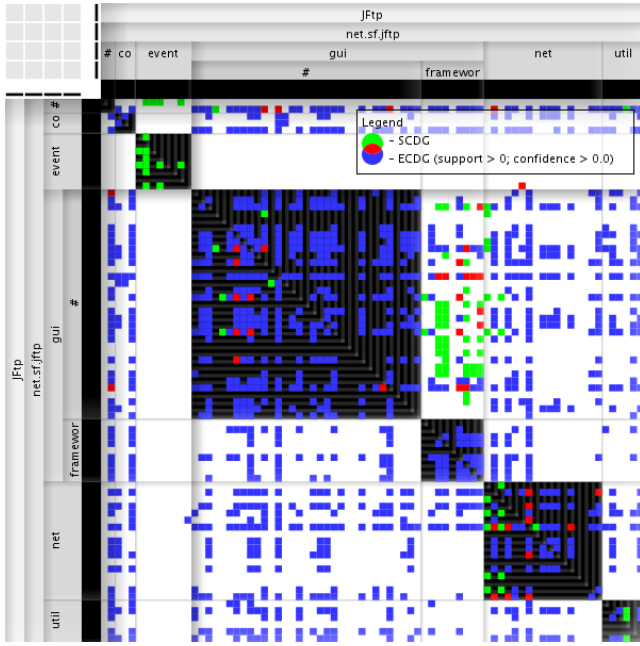 JFtp
net.sf.jftp
# co event gui net util
# framewor
Legend
- SCDG
- ECDG (support > 0; confidence > 0.0)
JFtp
net.sf.jftp
#
co
event
gui
#
framewor
net
util